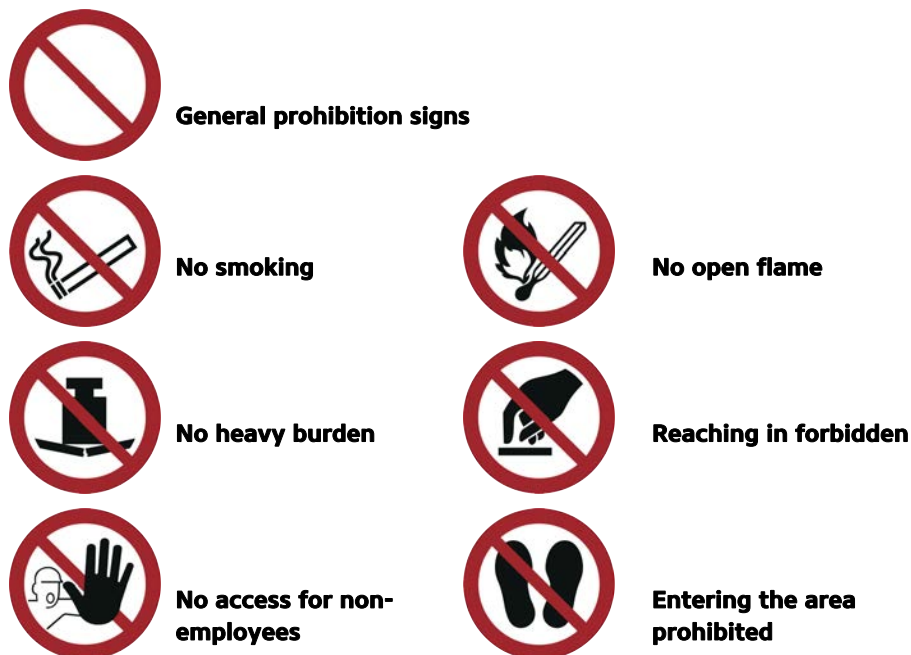 General prohibition signs
No smoking
No open flame
No heavy burden
Reaching in forbidden
No access for non-
employees
Entering the area
prohibited